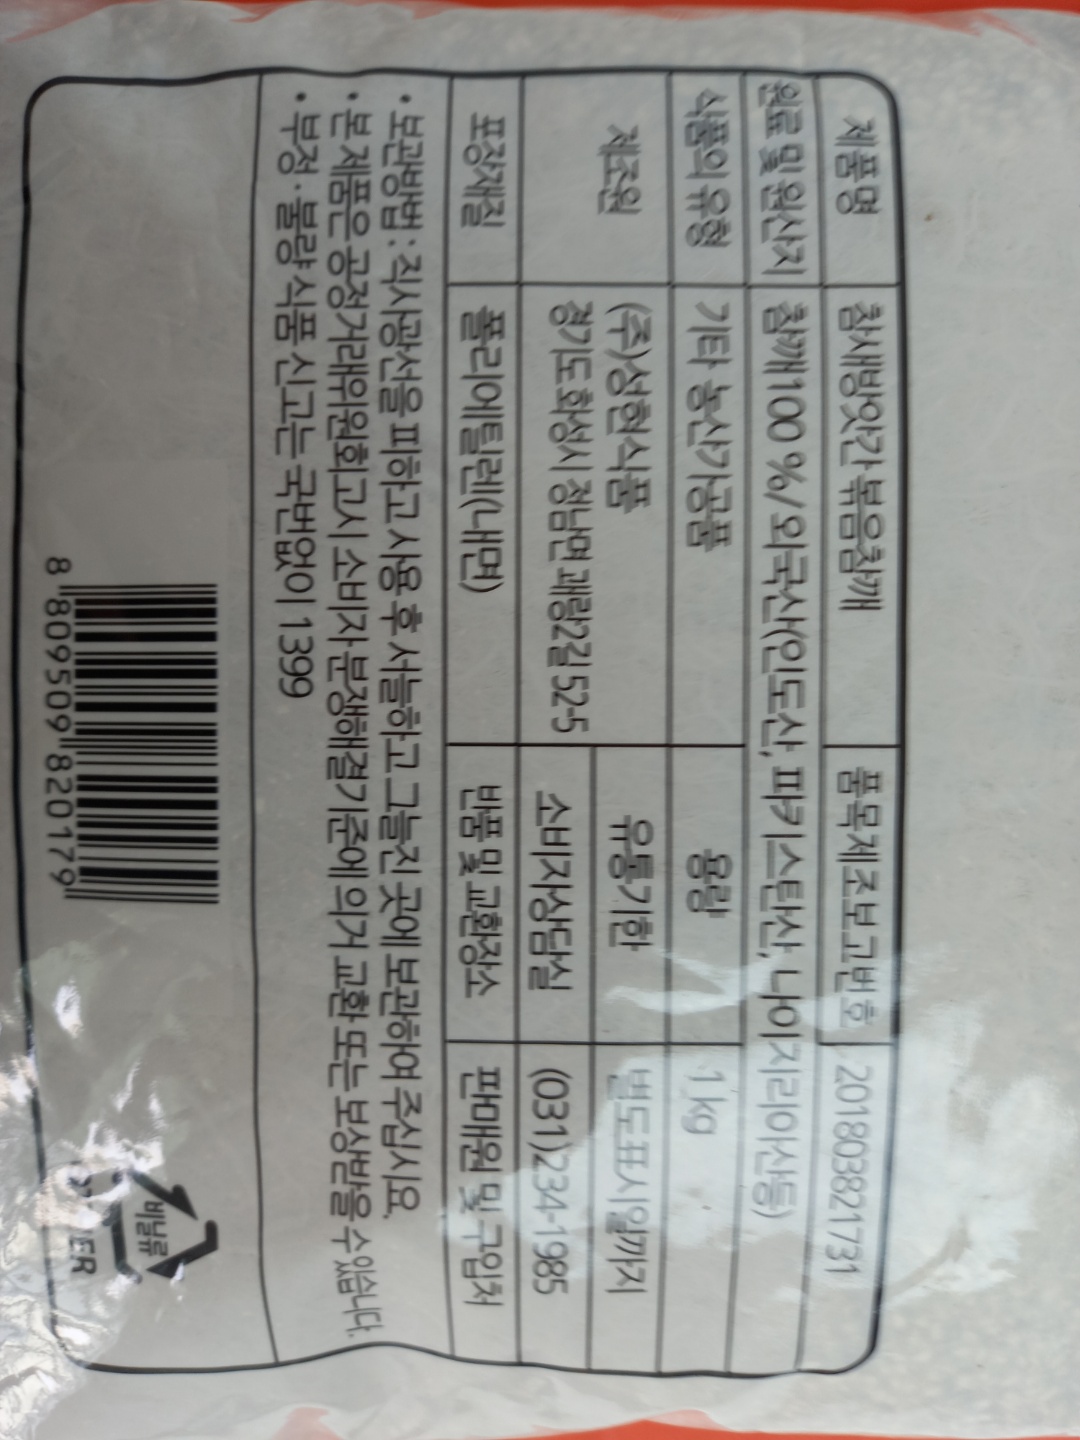 제품명 참새방앗간 볶음참깨 품목제조보고번호 201803821731
원료 및 원산지 참깨100 %/외국산(인도산, 파키스탄산, 나이지리아산등)
식품의 유형 기타 농산가공품 용량 1kg
제조원 (주)성현식품 유통기한 별도표시일까지
경기도 화성시 정남면 괘랑2길 52-5 소비자상담실 (031)234-1985
포장재질 폴리에틸렌(내면) 반품 및 교환장소 판매원 및 구입처
• 보관방법 : 직사광선을 피하고 사용 후 서늘하고 그늘진 곳에 보관하여 주십시요.
• 본 제품은 공정거래위원회고시 소비자 분쟁해결기준에 의거 교환 또는 보상받을 수 있습니다.
• 부정·불량식품 신고는 국번없이 1399
8 809509 820179
비닐류